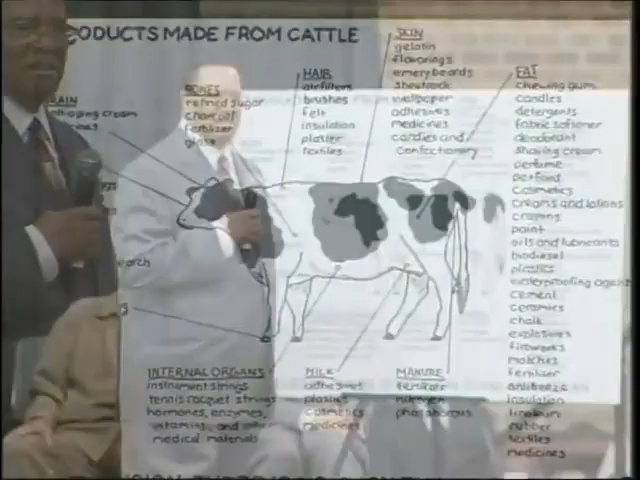 PRODUCTS MADE FROM CATTLE
BRAIN
BONES
refined sugar
charcoal
fertilizer
glass
HAIR
air filters
brushes
felt
insulation
plaster
textiles
SKIN
gelatin
flavorings
emery boards
sheetrock
wallpaper
adhesives
medicines
candies and
confectionary
FAT
chewing gum
candles
detergents
fabric softener
deodorant
shaving cream
perfume
pet food
cosmetics
creams and lotions
crayons
paint
oils and lubricants
biodiesel
plastics
waterproofing agents
cement
ceramics
chalk
explosives
fireworks
matches
fertilizer
antifreeze
insulation
linoleum
rubber
textiles
medicines
INTERNAL ORGANS
instrument strings
tennis racquet strings
hormones, enzymes,
vitamins, and other
medical materials
MILK
adhesives
plastics
cosmetics
medicines
MANURE
fertilizer
nitrogen
phosphorus